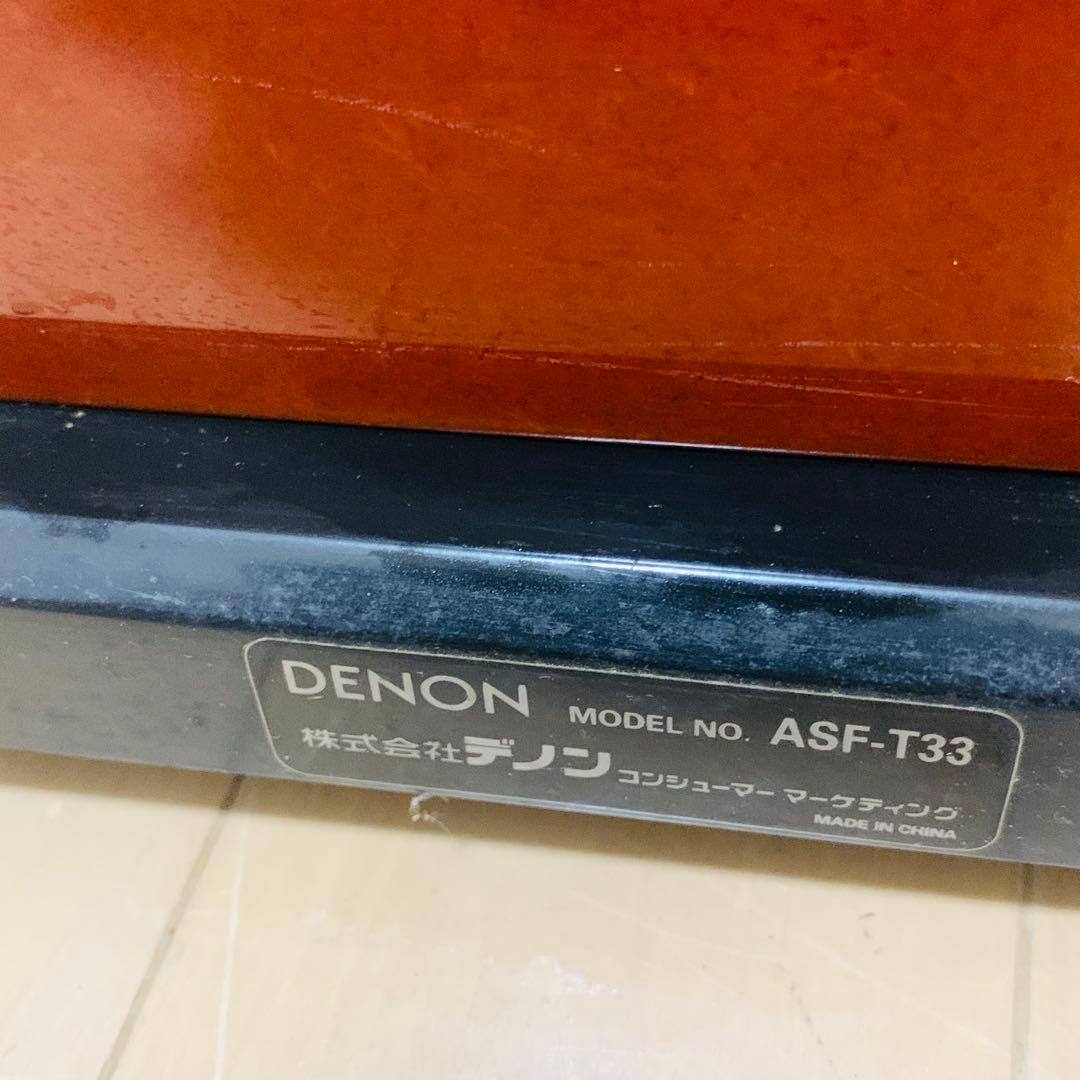 DENON MODEL NO. ASF-T33
株式会社デノン コンシューマー マーケティング
MADE IN CHINA